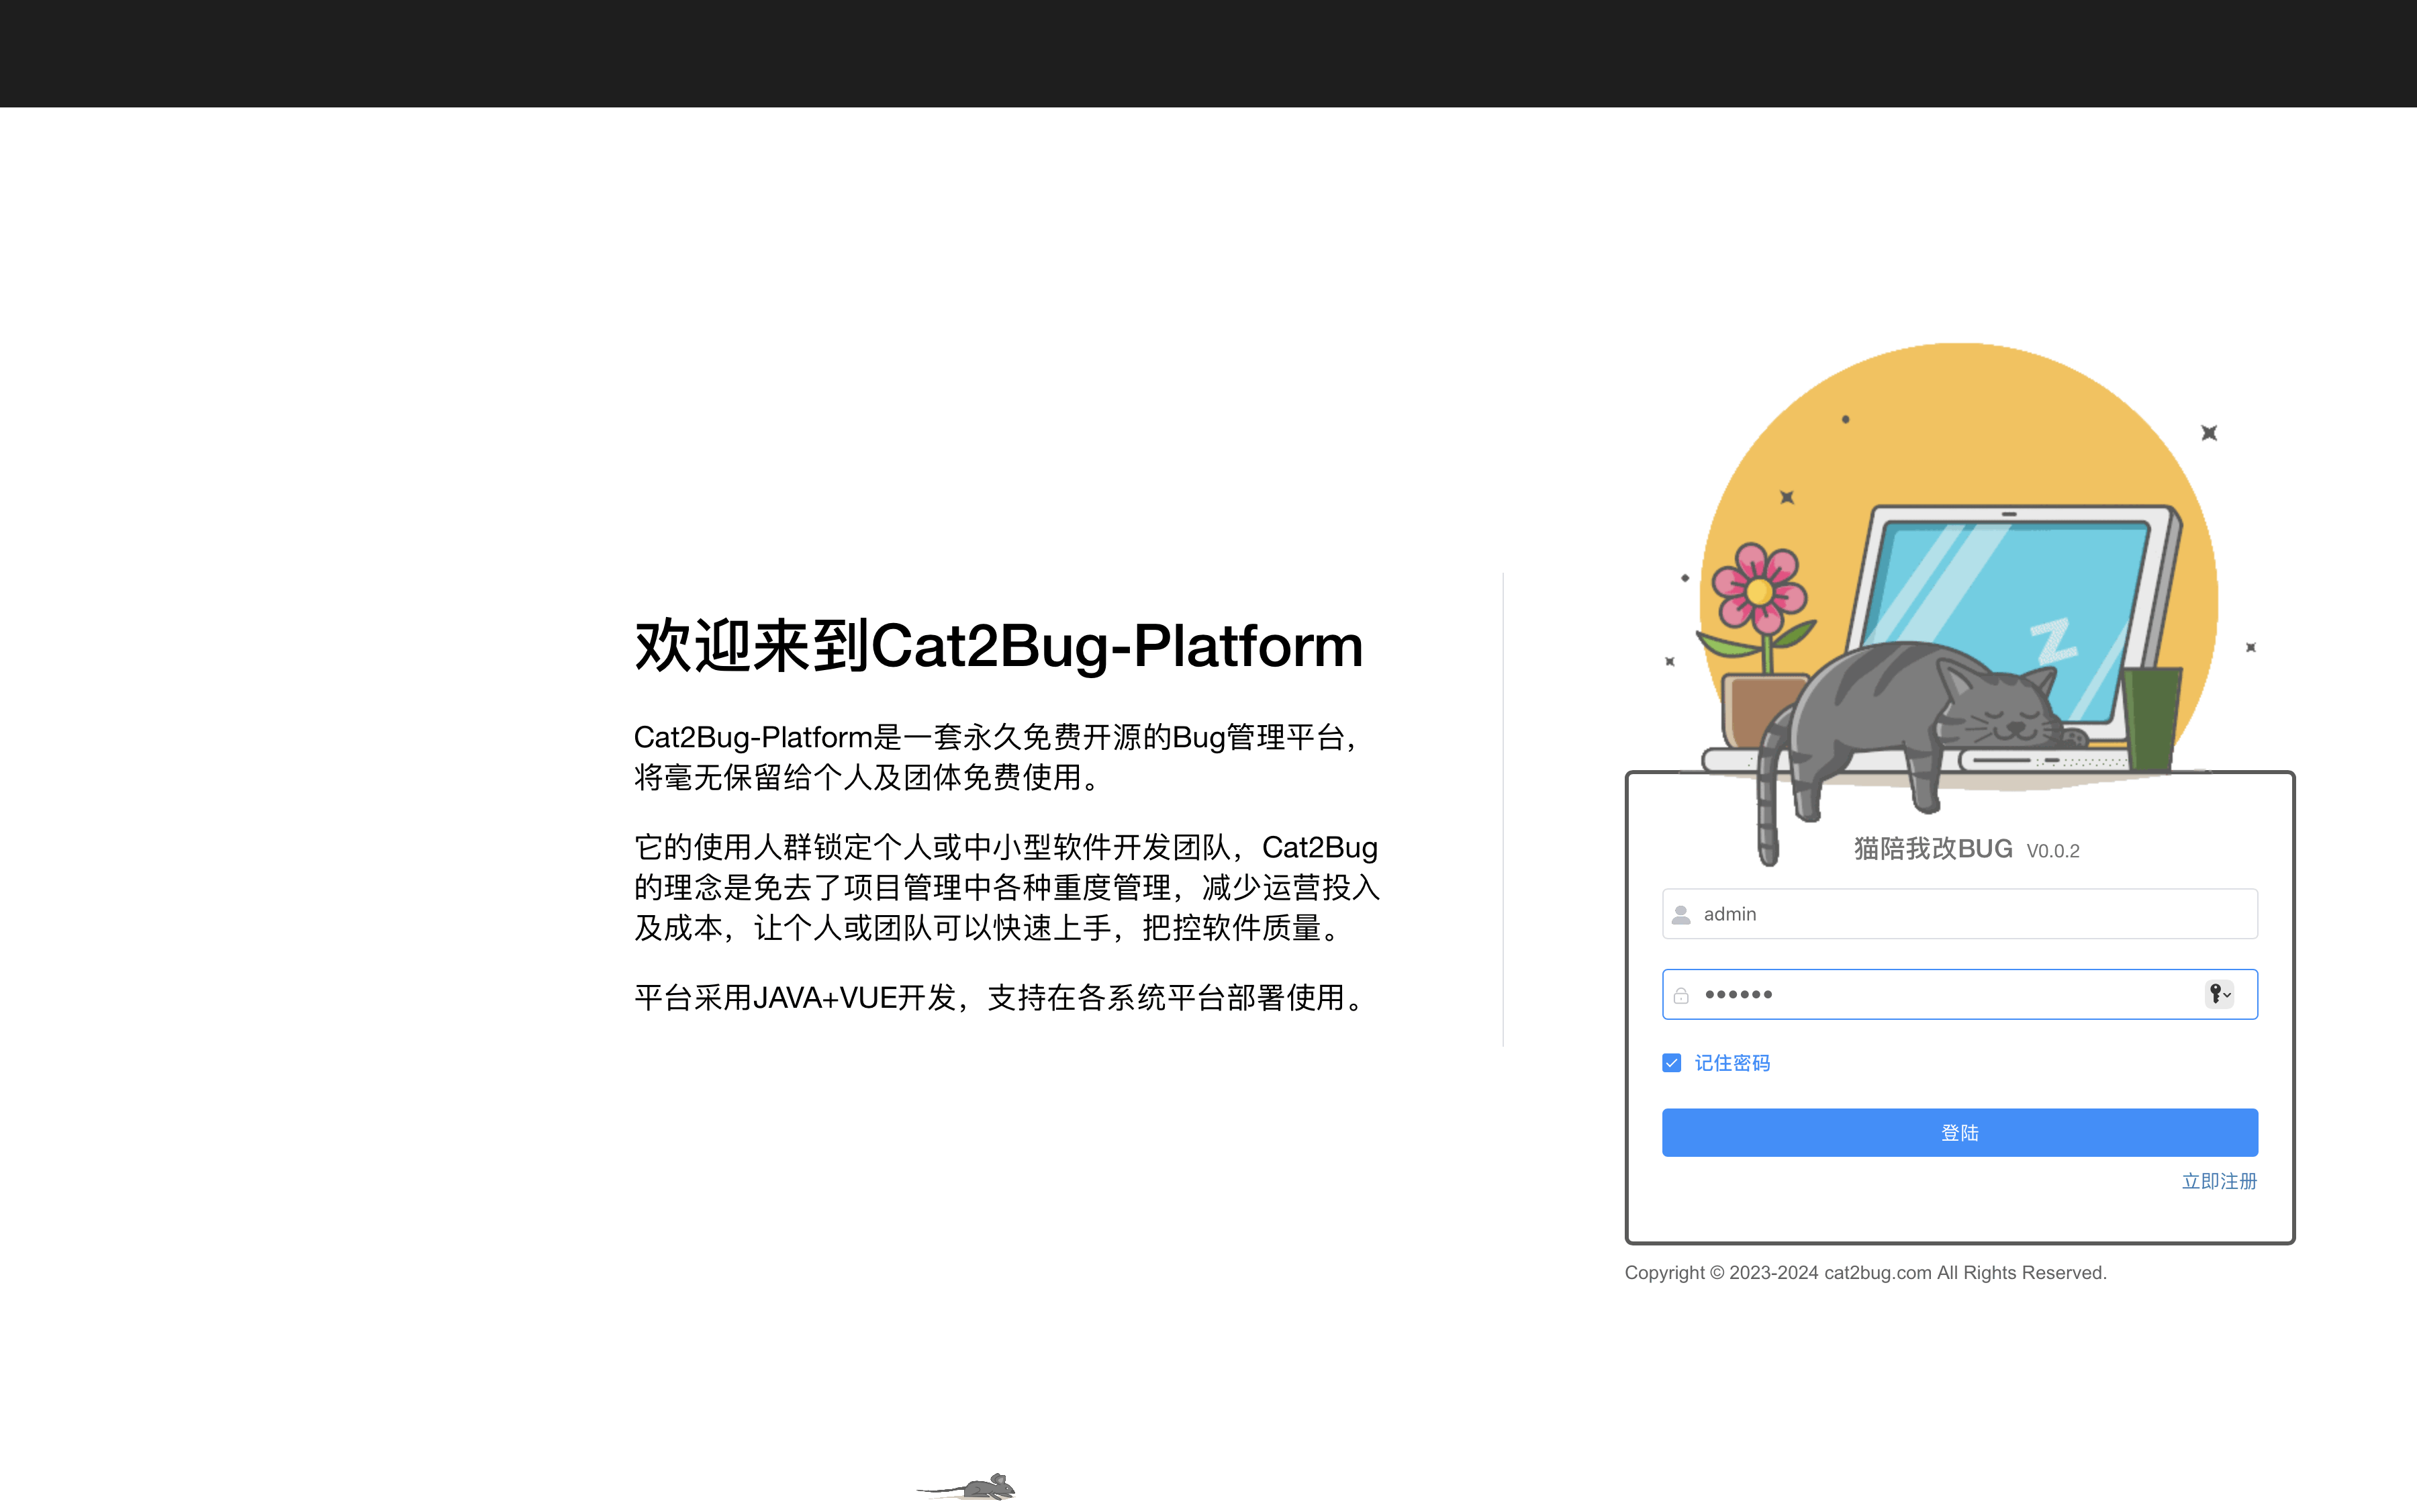 欢迎来到Cat2Bug-Platform
Cat2Bug-Platform是一套永久免费开源的Bug管理平台，
将毫无保留给个人及团体免费使用。
它的使用人群锁定个人或中小型软件开发团队，Cat2Bug
的理念是免去了项目管理中各种重度管理，减少运营投入
及成本，让个人或团队可以快速上手，把控软件质量。
平台采用JAVA+VUE开发，支持在各系统平台部署使用。
Z
猫陪我改BUG V0.0.2
admin
••••••
记住密码
登陆
立即注册
Copyright © 2023-2024 cat2bug.com All Rights Reserved.